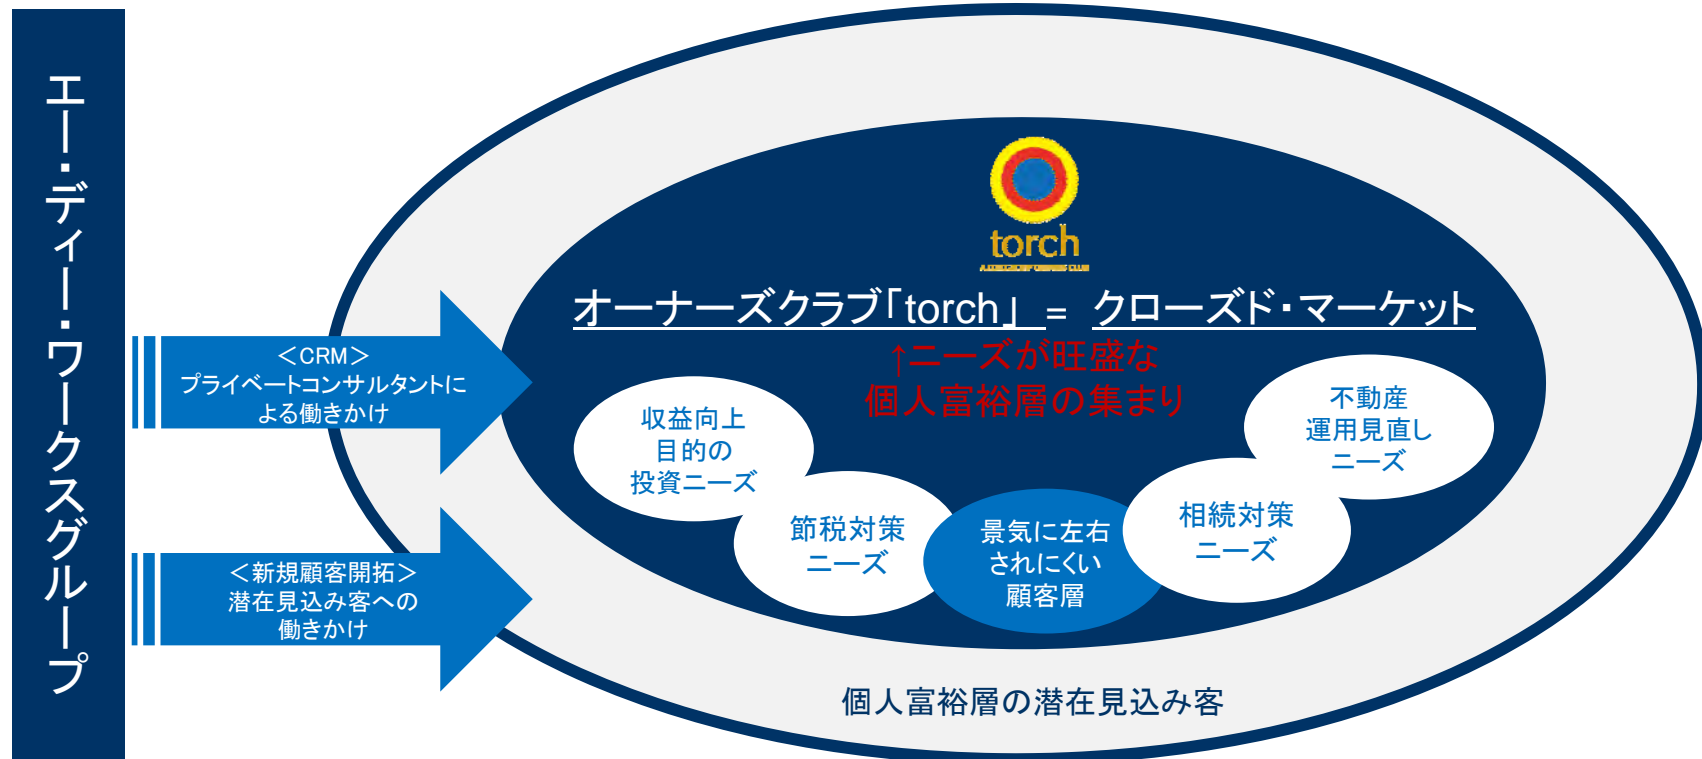 エー・ディー・ワークスグループ
torch
オーナーズクラブ「torch」 = クローズド・マーケット
↑ニーズが旺盛な
個人富裕層の集まり
＜CRM＞
プライベートコンサルタントに
よる働きかけ
＜新規顧客開拓＞
潜在見込み客への
働きかけ
収益向上
目的の
投資ニーズ
節税対策
ニーズ
景気に左右
されにくい
顧客層
相続対策
ニーズ
不動産
運用見直し
ニーズ
個人富裕層の潜在見込み客